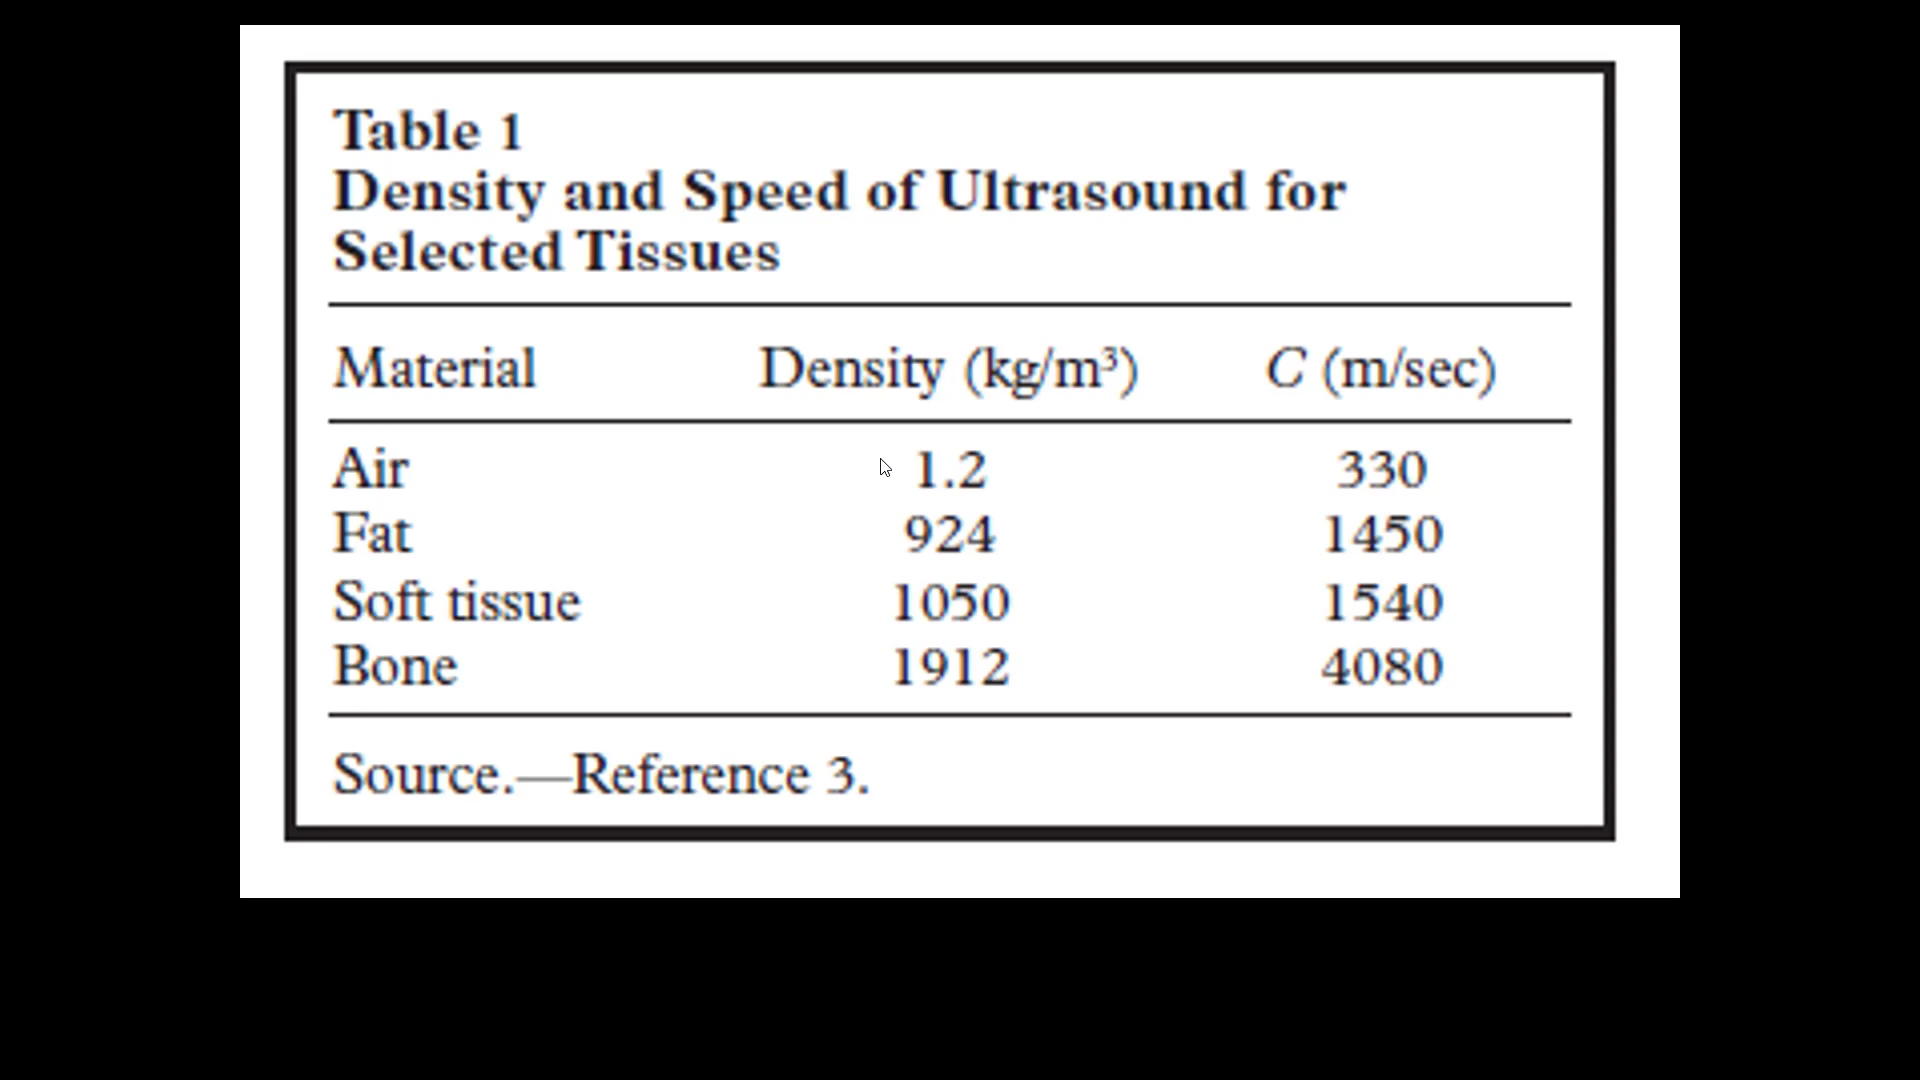 Table 1
Density and Speed of Ultrasound for
Selected Tissues
Material Density (kg/m³) C (m/sec)
Air 1.2 330
Fat 924 1450
Soft tissue 1050 1540
Bone 1912 4080
Source.—Reference 3.